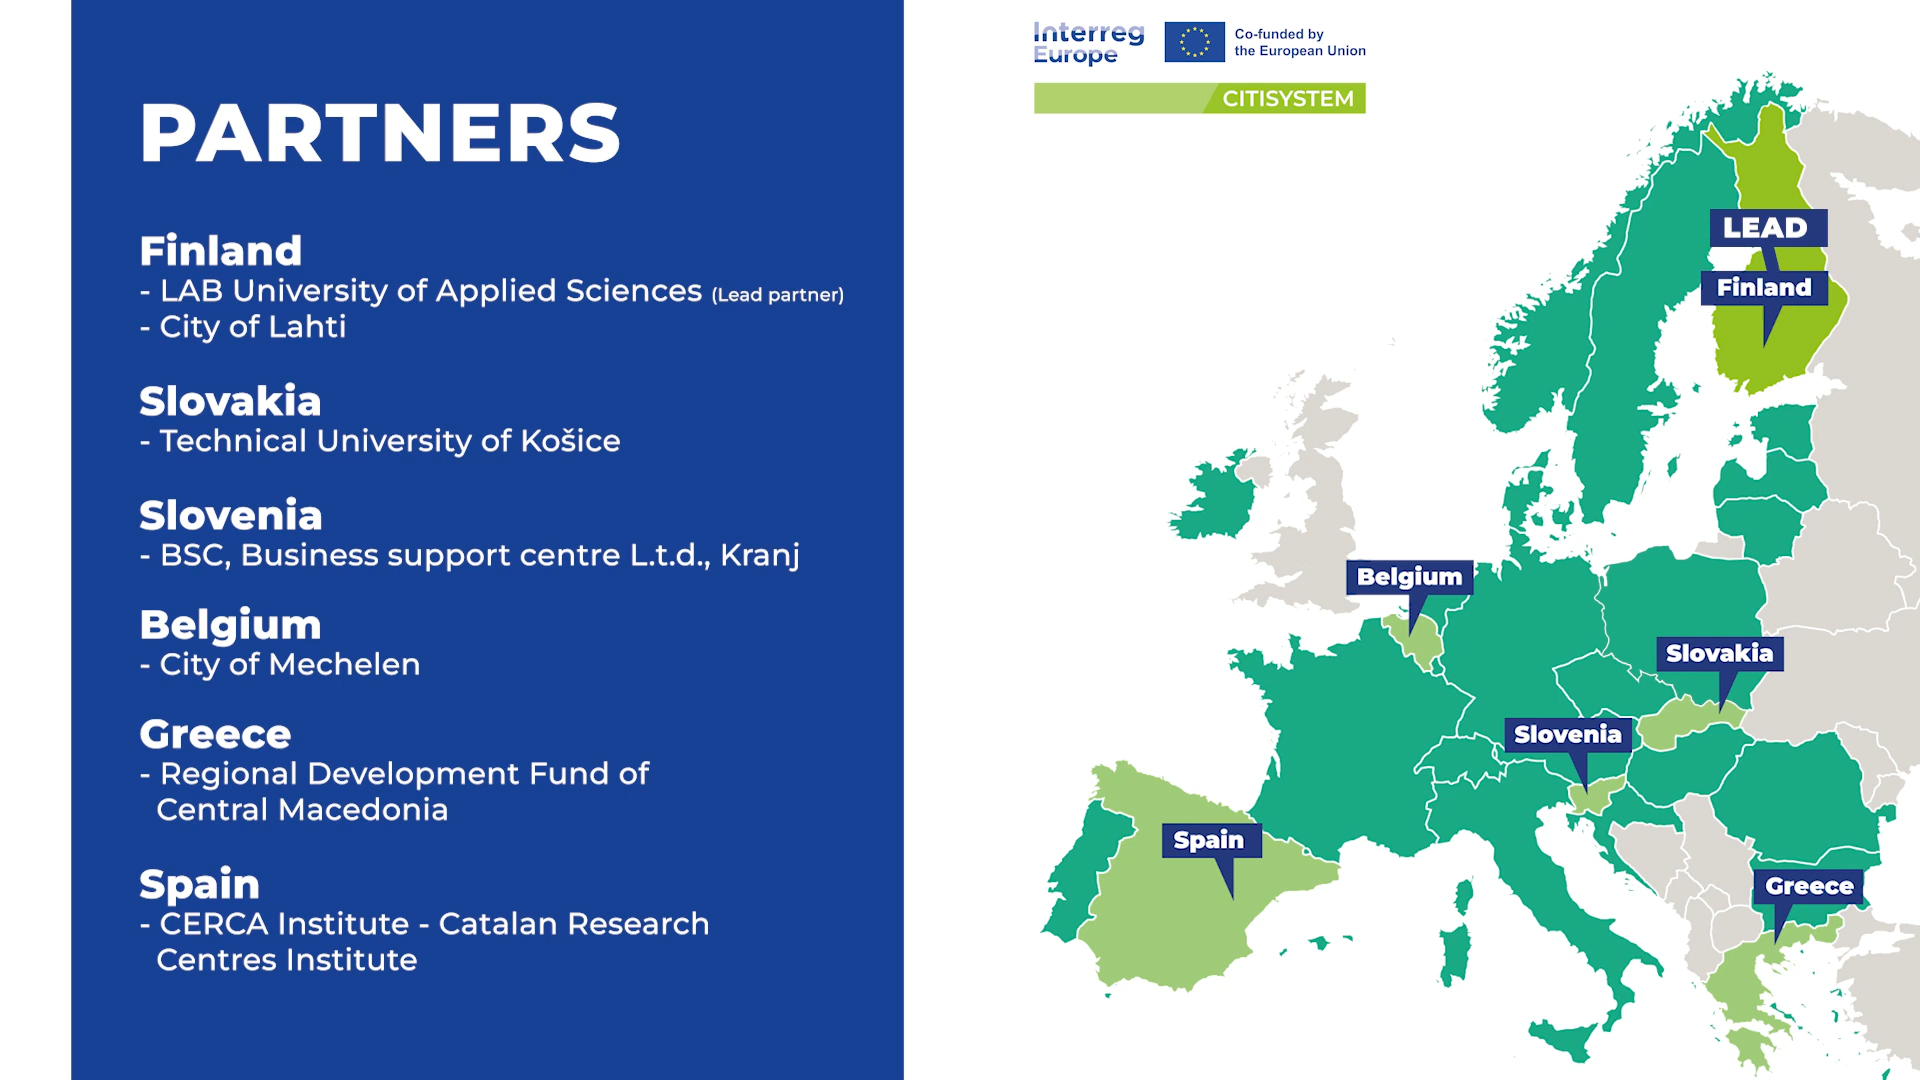 PARTNERS
Finland
- LAB University of Applied Sciences (Lead partner)
- City of Lahti
Slovakia
- Technical University of Košice
Slovenia
- BSC, Business support centre L.t.d., Kranj
Belgium
- City of Mechelen
Greece
- Regional Development Fund of
Central Macedonia
Spain
- CERCA Institute - Catalan Research
Centres Institute
Interreg
Europe
Co-funded by
the European Union
CITISYSTEM
LEAD
Finland
Belgium
Slovakia
Slovenia
Spain
Greece